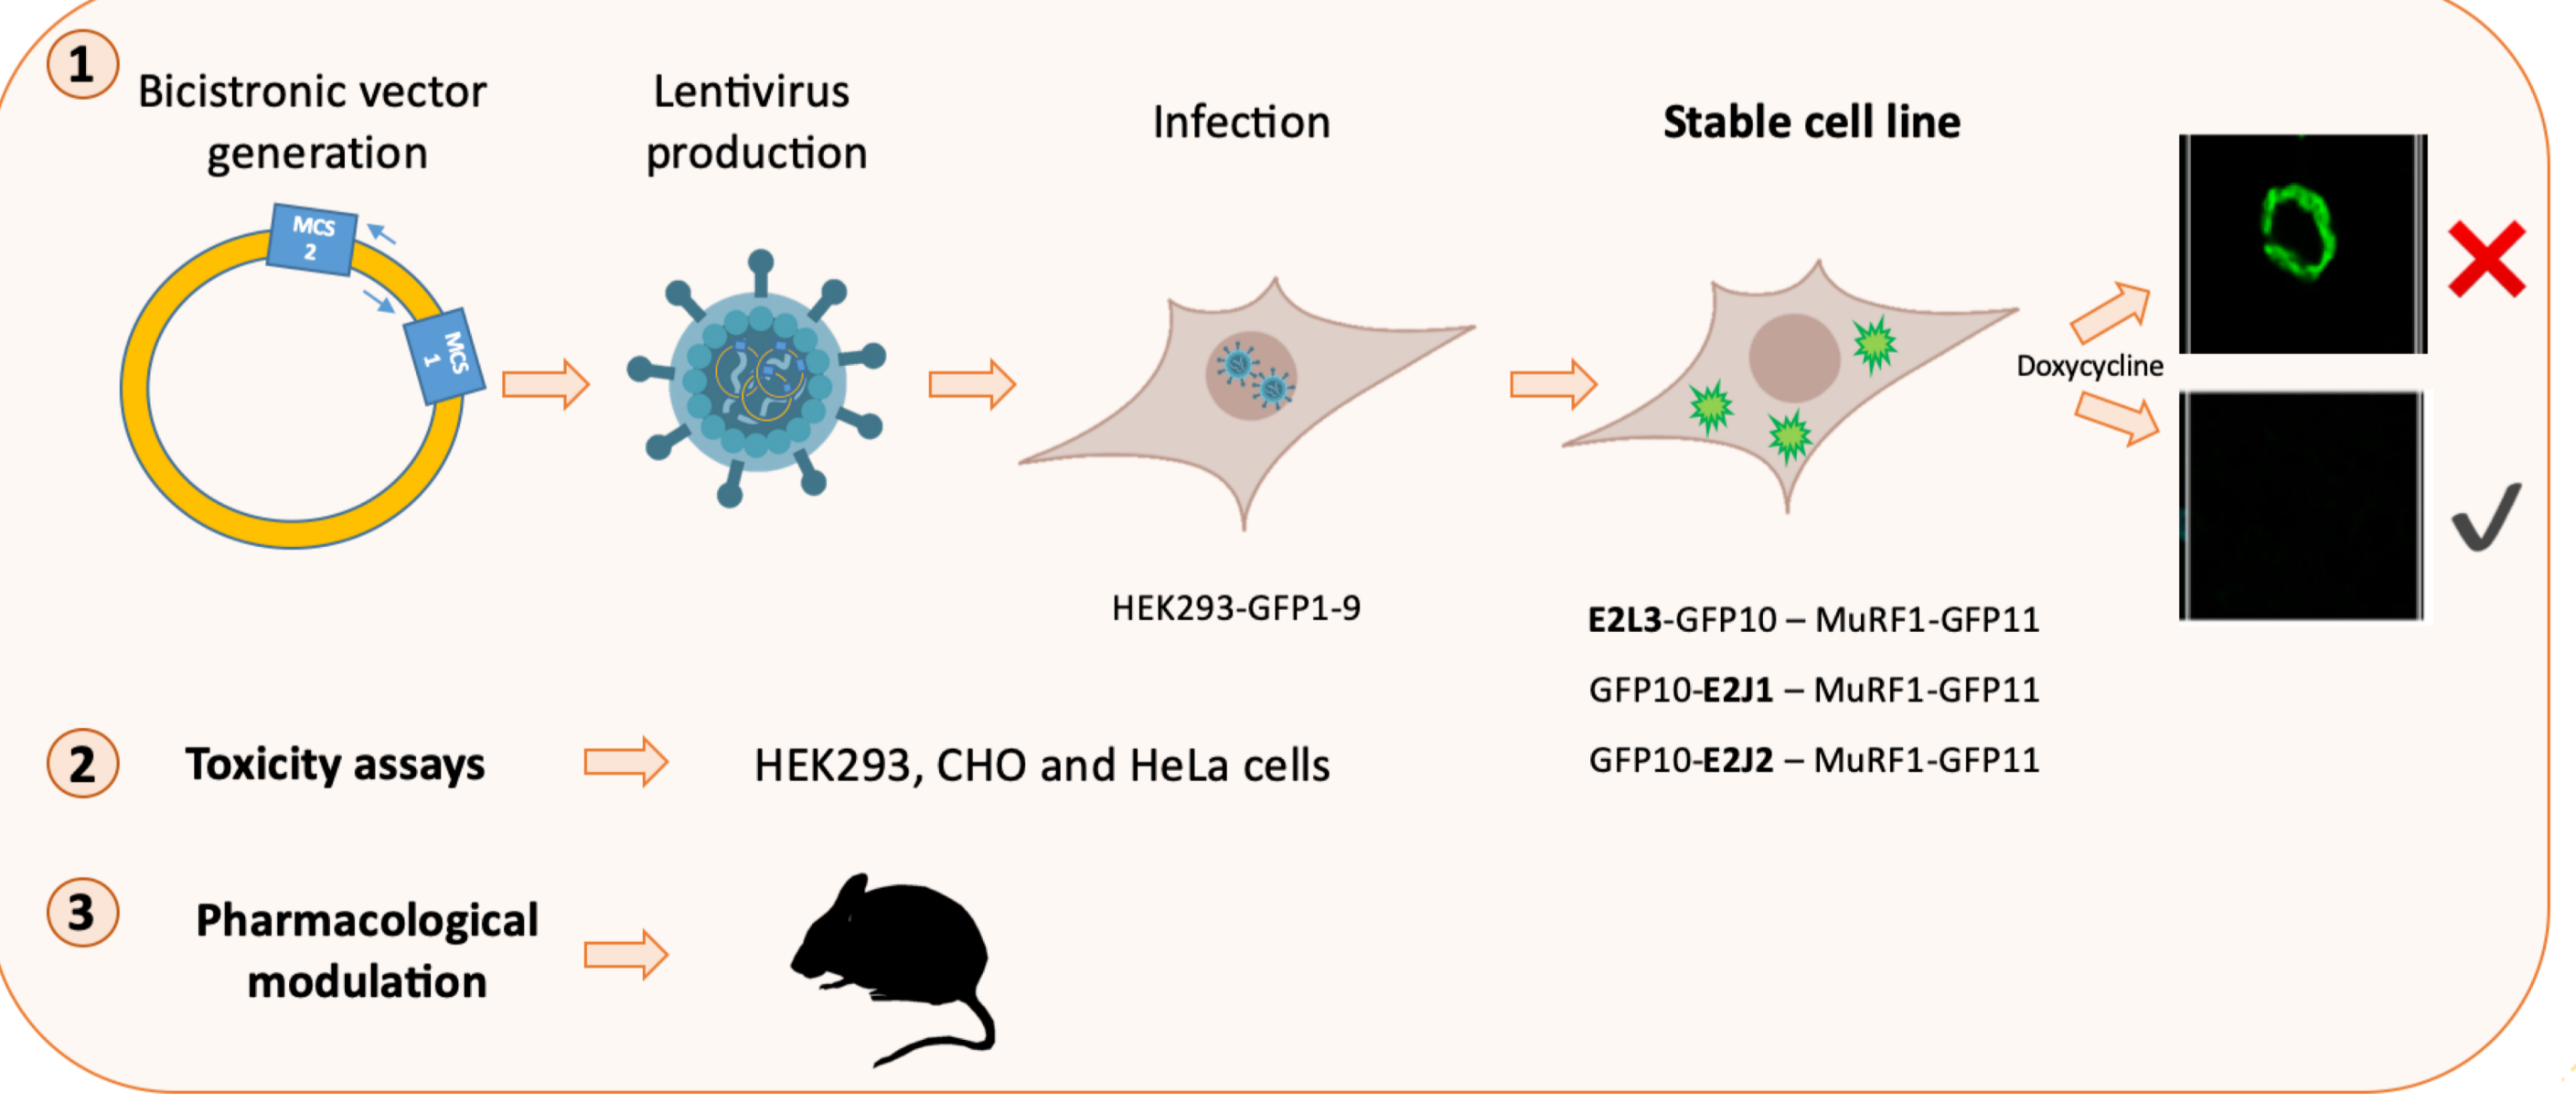 1
Bicistronic vector
generation
MCS
2
MCS
1
Lentivirus
production
Infection
HEK293-GFP1-9
Stable cell line
Doxycycline
E2L3-GFP10 – MuRF1-GFP11
GFP10-E2J1 – MuRF1-GFP11
GFP10-E2J2 – MuRF1-GFP11
2
Toxicity assays
HEK293, CHO and HeLa cells
3
Pharmacological
modulation